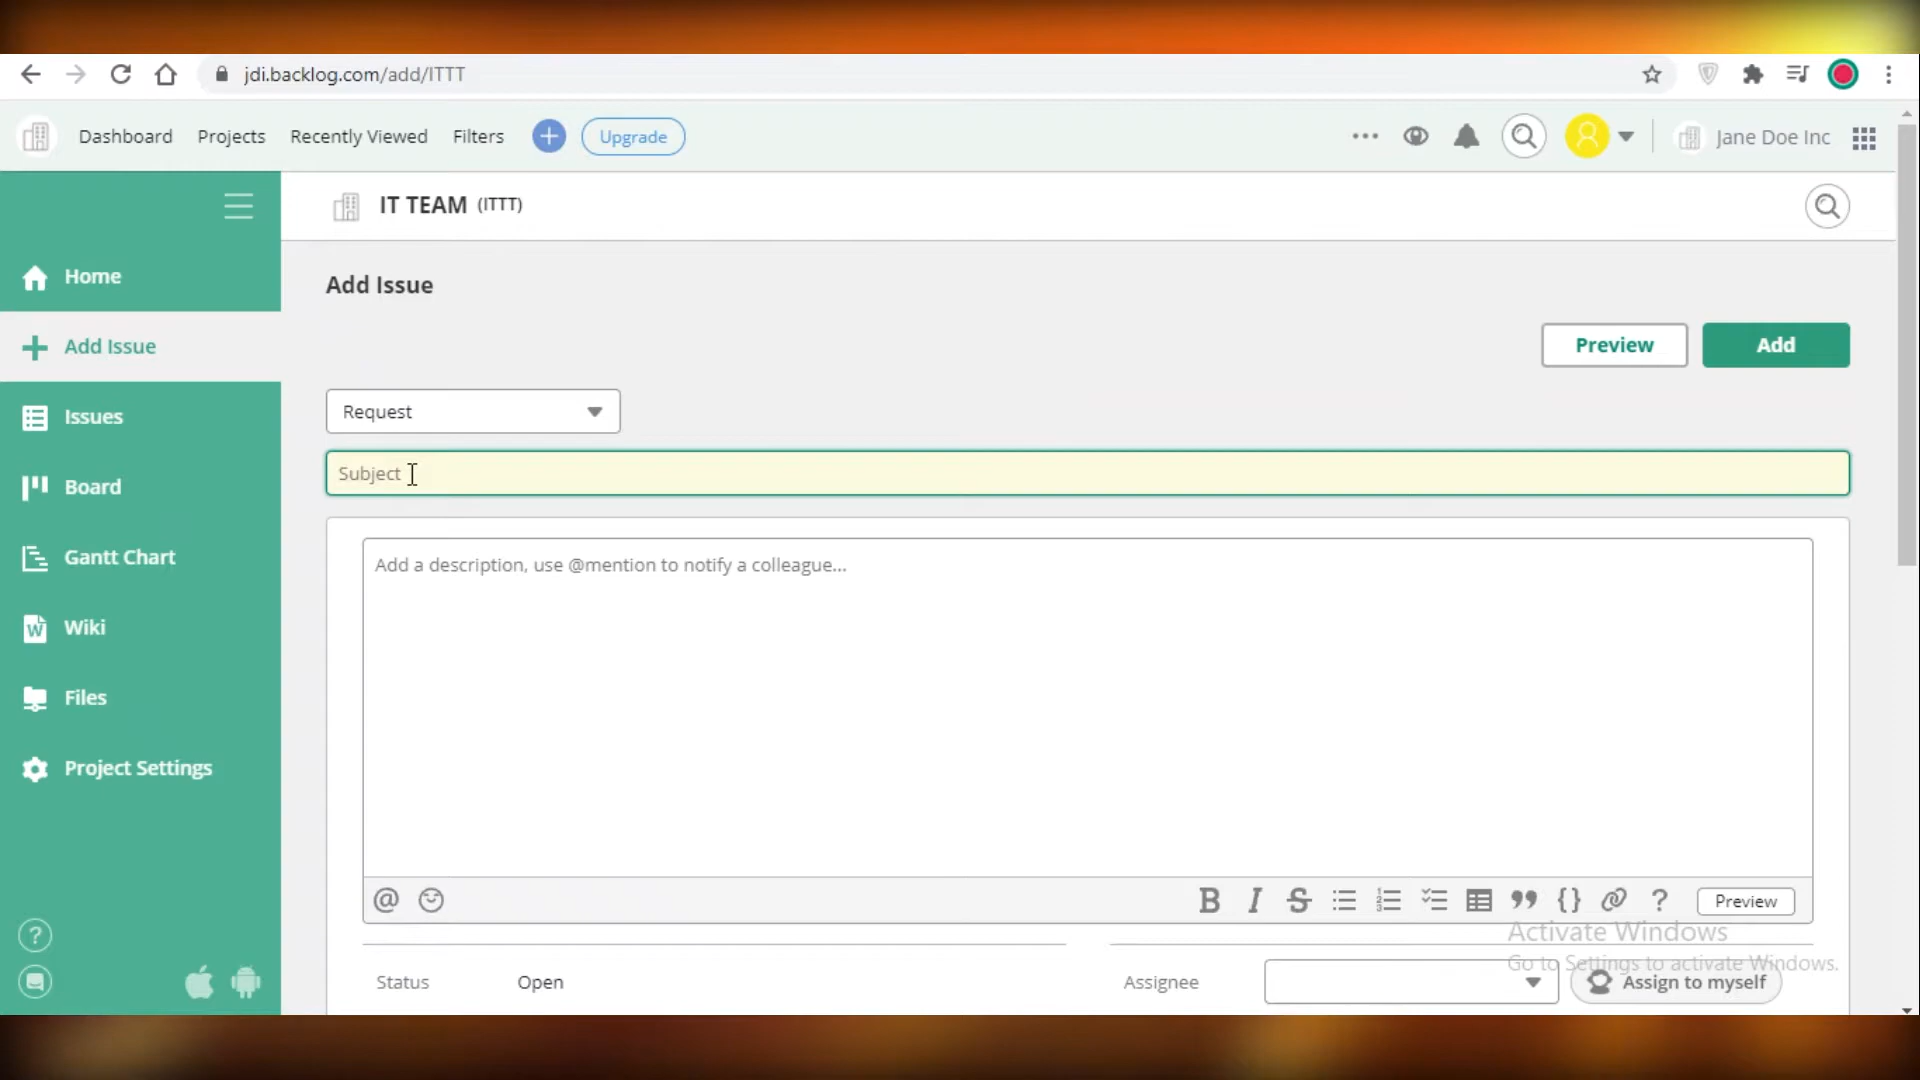 jdi.backlog.com/add/ITTT
Dashboard Projects Recently Viewed Filters Upgrade Jane Doe Inc
IT TEAM (ITTT)
Home
Add Issue
Add Issue
Preview Add
Issues
Request
Subject
Board
Gantt Chart
Add a description, use @mention to notify a colleague...
Wiki
Files
Project Settings
Preview
Activate Windows
Go to Settings to activate Windows.
Status Open Assignee Assign to myself